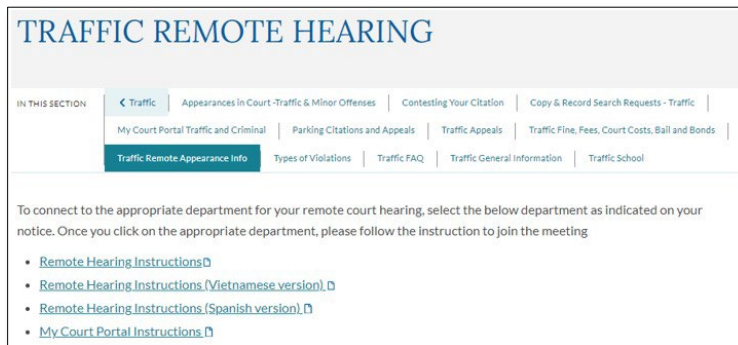 TRAFFIC REMOTE HEARING
IN THIS SECTION
Traffic
Appearances in Court -Traffic & Minor Offenses
Contesting Your Citation
Copy & Record Search Requests - Traffic
My Court Portal Traffic and Criminal
Parking Citations and Appeals
Traffic Appeals
Traffic Fine, Fees, Court Costs, Bail and Bonds
Traffic Remote Appearance Info
Types of Violations
Traffic FAQ
Traffic General Information
Traffic School
To connect to the appropriate department for your remote court hearing, select the below department as indicated on your
notice. Once you click on the appropriate department, please follow the instruction to join the meeting
• Remote Hearing Instructions
• Remote Hearing Instructions (Vietnamese version)
• Remote Hearing Instructions (Spanish version)
• My Court Portal Instructions